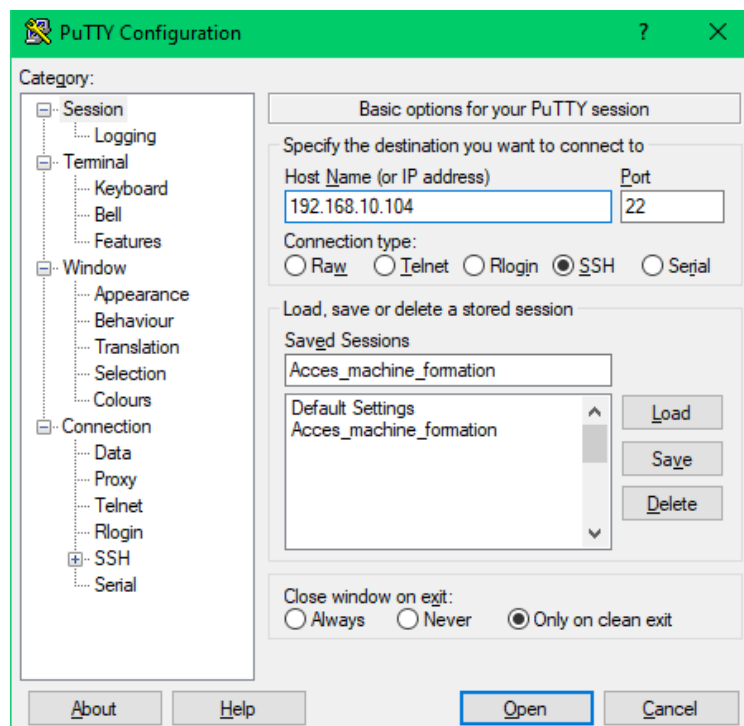 PuTTY Configuration ?
Category:
Session
Logging
Terminal
Keyboard
Bell
Features
Window
Appearance
Behaviour
Translation
Selection
Colours
Connection
Data
Proxy
Telnet
Rlogin
SSH
Serial
Basic options for your PuTTY session
Specify the destination you want to connect to
Host Name (or IP address) Port
192.168.10.104 22
Connection type:
Raw Telnet Rlogin SSH Serial
Load, save or delete a stored session
Saved Sessions
Acces_machine_formation
Default Settings
Acces_machine_formation
Load
Save
Delete
Close window on exit:
Always Never Only on clean exit
About Help Open Cancel